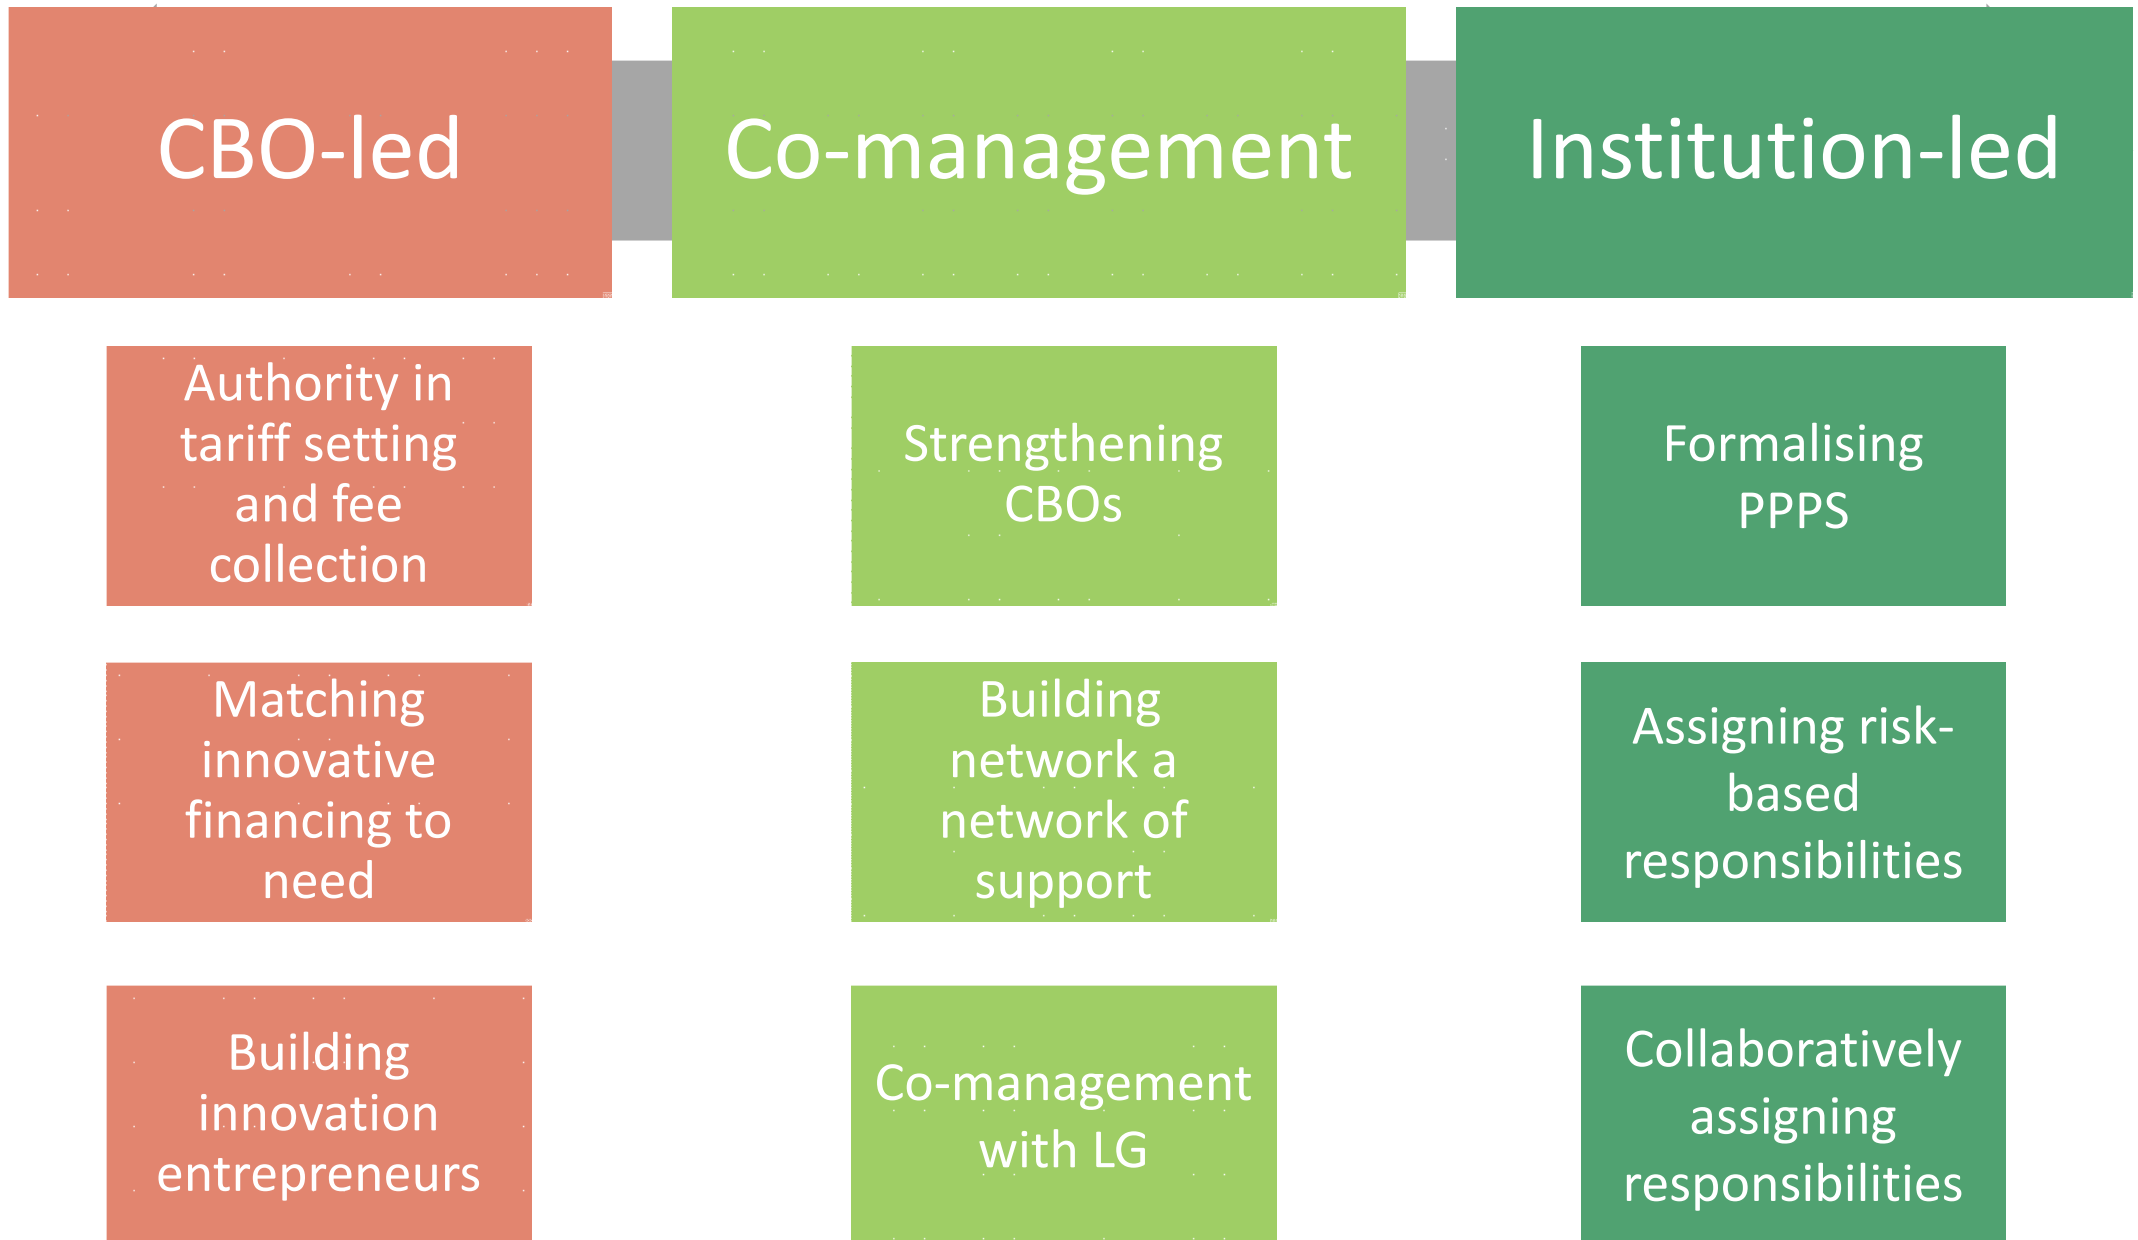 CBO-led
Co-management
Institution-led
Authority in
tariff setting
and fee
collection
Strengthening
CBOs
Formalising
PPPS
Matching
innovative
financing to
need
Building
network a
network of
support
Assigning risk-
based
responsibilities
Building
innovation
entrepreneurs
Co-management
with LG
Collaboratively
assigning
responsibilities